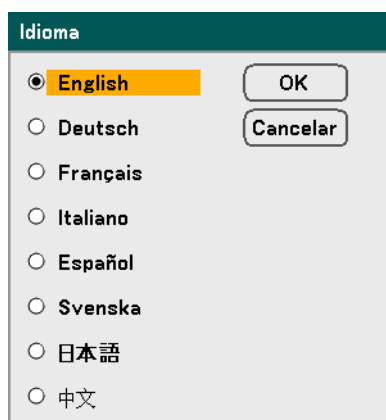 Idioma
English OK
Deutsch Cancelar
Français
Italiano
Español
Svenska
日本語
中文